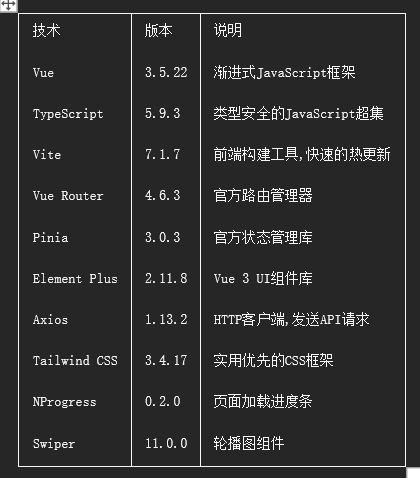 技术 版本 说明
Vue 3.5.22 渐进式JavaScript框架
TypeScript 5.9.3 类型安全的JavaScript超集
Vite 7.1.7 前端构建工具,快速的热更新
Vue Router 4.6.3 官方路由管理器
Pinia 3.0.3 官方状态管理库
Element Plus 2.11.8 Vue 3 UI组件库
Axios 1.13.2 HTTP客户端,发送API请求
Tailwind CSS 3.4.17 实用优先的CSS框架
NProgress 0.2.0 页面加载进度条
Swiper 11.0.0 轮播图组件